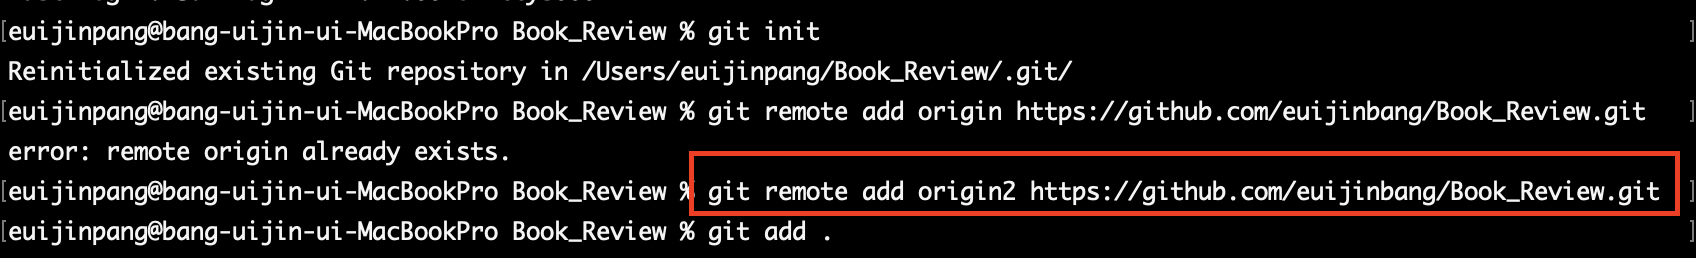 [euijinpang@bang-uijin-ui-MacBookPro Book_Review % git init ]
Reinitialized existing Git repository in /Users/euijinpang/Book_Review/.git/
[euijinpang@bang-uijin-ui-MacBookPro Book_Review % git remote add origin https://github.com/euijinbang/Book_Review.git ]
error: remote origin already exists.
[euijinpang@bang-uijin-ui-MacBookPro Book_Review % git remote add origin2 https://github.com/euijinbang/Book_Review.git ]
[euijinpang@bang-uijin-ui-MacBookPro Book_Review % git add . ]